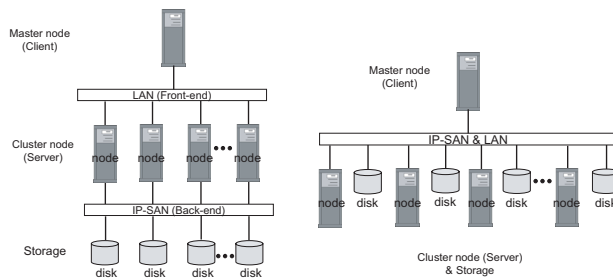 Master node
(Client)
LAN (Front-end)
Cluster node
(Server)
node node node node
IP-SAN (Back-end)
Storage
disk disk disk disk
Master node
(Client)
IP-SAN & LAN
node disk node disk node disk node disk
Cluster node (Server)
& Storage